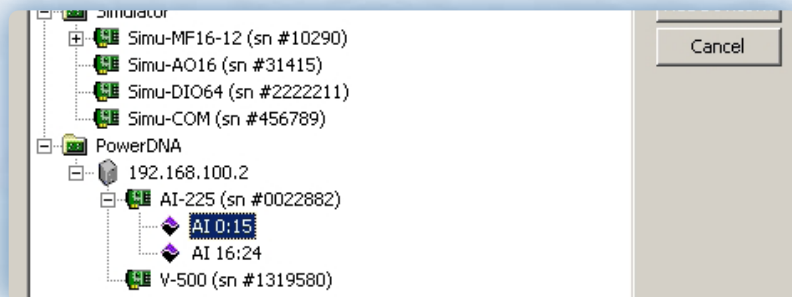 Simulator
Simu-MF16-12 (sn #10290)
Cancel
Simu-AO16 (sn #31415)
Simu-DIO64 (sn #2222211)
Simu-COM (sn #456789)
PowerDNA
192.168.100.2
AI-225 (sn #0022882)
AI 0:15
AI 16:24
V-500 (sn #1319580)